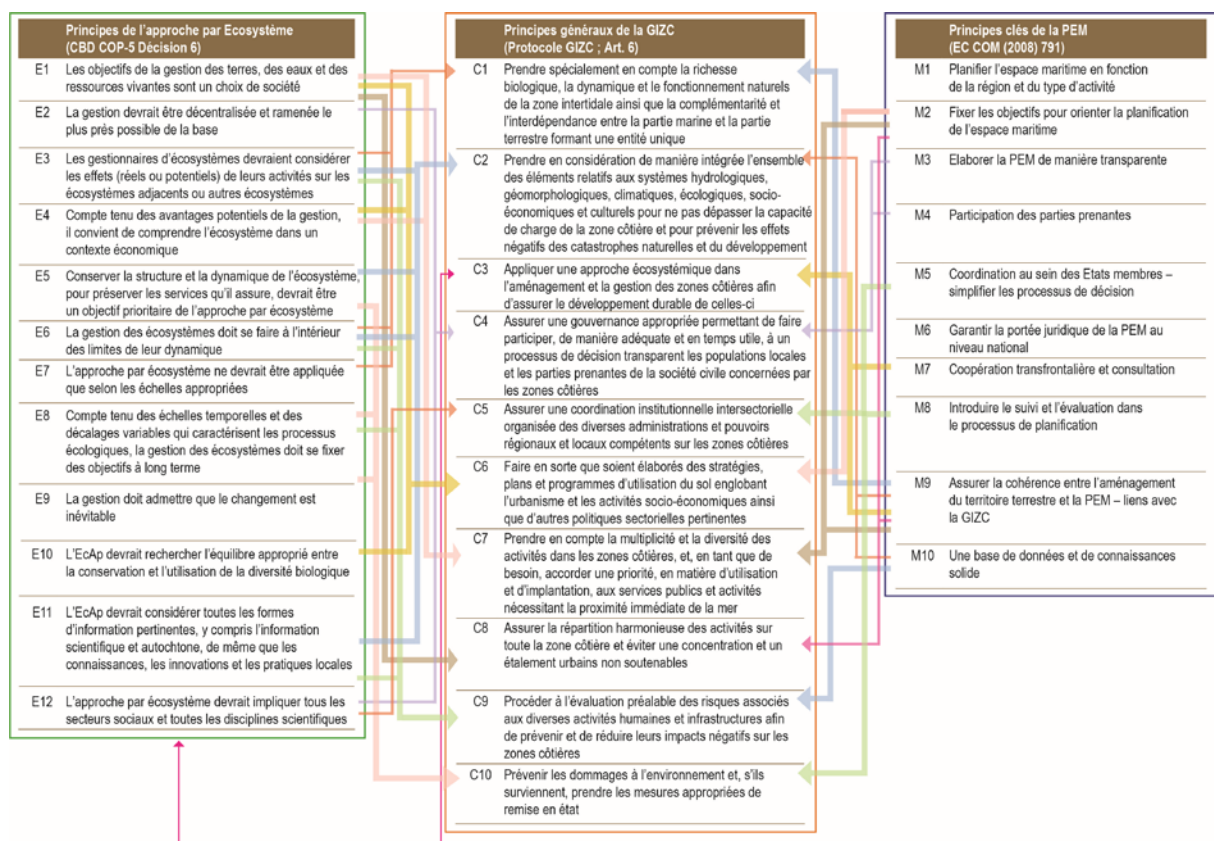 Principes de l'approche par Ecosystème
(CBD COP-5 Décision 6)
E1 Les objectifs de la gestion des terres, des eaux et des
ressources vivantes sont un choix de société
E2 La gestion devrait être décentralisée et ramenée le
plus près possible de la base
E3 Les gestionnaires d'écosystèmes devraient considérer
les effets (réels ou potentiels) de leurs activités sur les
écosystèmes adjacents ou autres écosystèmes
E4 Compte tenu des avantages potentiels de la gestion,
il convient de comprendre l'écosystème dans un
contexte économique
E5 Conserver la structure et la dynamique de l'écosystème,
pour préserver les services qu'il assure, devrait être
un objectif prioritaire de l'approche par écosystème
E6 La gestion des écosystèmes doit se faire à l'intérieur
des limites de leur dynamique
E7 L'approche par écosystème ne devrait être appliquée
que selon les échelles appropriées
E8 Compte tenu des échelles temporelles et des
décalages variables qui caractérisent les processus
écologiques, la gestion des écosystèmes doit se fixer
des objectifs à long terme
E9 La gestion doit admettre que le changement est
inévitable
E10 L'EcAp devrait rechercher l'équilibre approprié entre
la conservation et l'utilisation de la diversité biologique
E11 L'EcAp devrait considérer toutes les formes
d'information pertinentes, y compris l'information
scientifique et autochtone, de même que les
connaissances, les innovations et les pratiques locales
E12 L'approche par écosystème devrait impliquer tous les
secteurs sociaux et toutes les disciplines scientifiques
Principes généraux de la GIZC
(Protocole GIZC ; Art. 6)
C1 Prendre spécialement en compte la richesse
biologique, la dynamique et le fonctionnement naturels
de la zone intertidale ainsi que la complémentarité et
l'interdépendance entre la partie marine et la partie
terrestre formant une entité unique
C2 Prendre en considération de manière intégrée l'ensemble
des éléments relatifs aux systèmes hydrologiques,
géomorphologiques, climatiques, écologiques, socio-
économiques et culturels pour ne pas dépasser la capacité
de charge de la zone côtière et pour prévenir les effets
négatifs des catastrophes naturelles et du développement
C3 Appliquer une approche écosystémique dans
l'aménagement et la gestion des zones côtières afin
d'assurer le développement durable de celles-ci
C4 Assurer une gouvernance appropriée permettant de faire
participer, de manière adéquate et en temps utile, à un
processus de décision transparent les populations locales
et les parties prenantes de la société civile concernées par
les zones côtières
C5 Assurer une coordination institutionnelle intersectorielle
organisée des diverses administrations et pouvoirs
régionaux et locaux compétents sur les zones côtières
C6 Faire en sorte que soient élaborés des stratégies,
plans et programmes d'utilisation du sol englobant
l'urbanisme et les activités socio-économiques ainsi
que d'autres politiques sectorielles pertinentes
C7 Prendre en compte la multiplicité et la diversité des
activités dans les zones côtières, et, en tant que de
besoin, accorder une priorité, en matière d'utilisation
et d'implantation, aux services publics et activités
nécessitant la proximité immédiate de la mer
C8 Assurer la répartition harmonieuse des activités sur
toute la zone côtière et éviter une concentration et un
étalement urbains non soutenables
C9 Procéder à l'évaluation préalable des risques associés
aux diverses activités humaines et infrastructures afin
de prévenir et de réduire leurs impacts négatifs sur les
zones côtières
C10 Prévenir les dommages à l'environnement et, s'ils
surviennent, prendre les mesures appropriées de
remise en état
Principes clés de la PEM
(EC COM (2008) 791)
M1 Planifier l'espace maritime en fonction
de la région et du type d'activité
M2 Fixer les objectifs pour orienter la planification
de l'espace maritime
M3 Elaborer la PEM de manière transparente
M4 Participation des parties prenantes
M5 Coordination au sein des Etats membres –
simplifier les processus de décision
M6 Garantir la portée juridique de la PEM au
niveau national
M7 Coopération transfrontalière et consultation
M8 Introduire le suivi et l'évaluation dans
le processus de planification
M9 Assurer la cohérence entre l'aménagement
du territoire terrestre et la PEM – liens avec
la GIZC
M10 Une base de données et de connaissances
solide